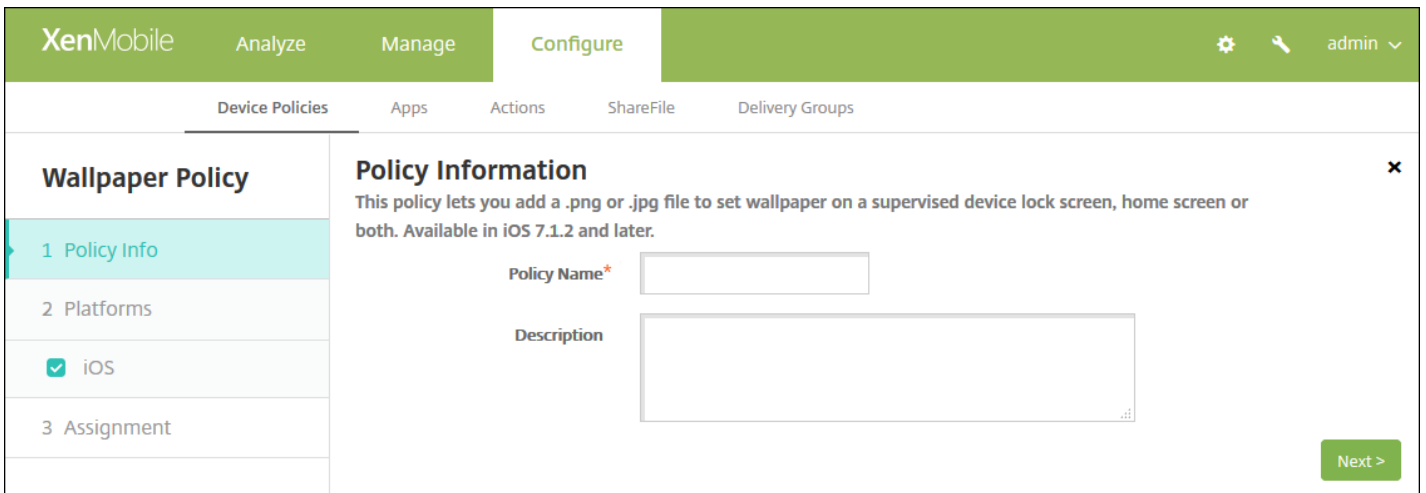 XenMobile Analyze Manage Configure admin
Device Policies Apps Actions ShareFile Delivery Groups
Wallpaper Policy
1 Policy Info
2 Platforms
iOS
3 Assignment
Policy Information
This policy lets you add a .png or .jpg file to set wallpaper on a supervised device lock screen, home screen or
both. Available in iOS 7.1.2 and later.
Policy Name*
Description
Next >